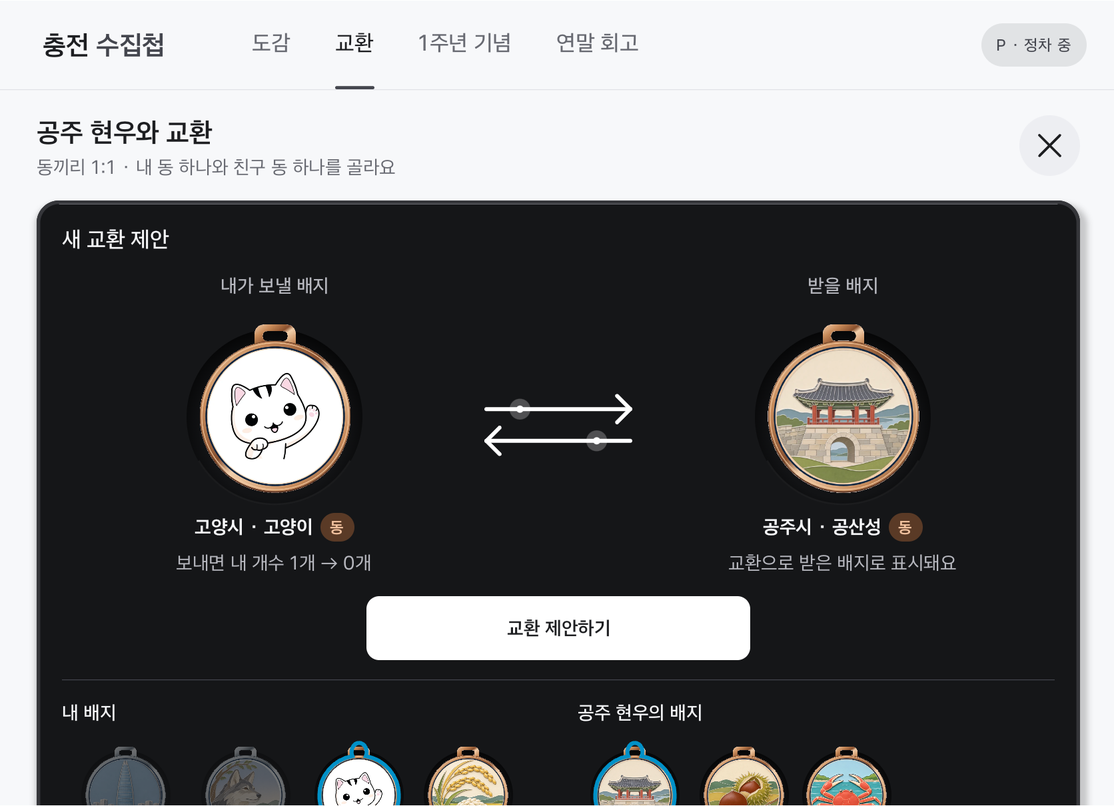 충전 수집첩
도감
교환
1주년 기념
연말 회고
P · 정차 중
공주 현우와 교환
동끼리 1:1 · 내 동 하나와 친구 동 하나를 골라요
새 교환 제안
내가 보낼 배지
받을 배지
고양시 · 고양이 동
공주시 · 공산성 동
보내면 내 개수 1개 → 0개
교환으로 받은 배지로 표시돼요
교환 제안하기
내 배지
공주 현우의 배지